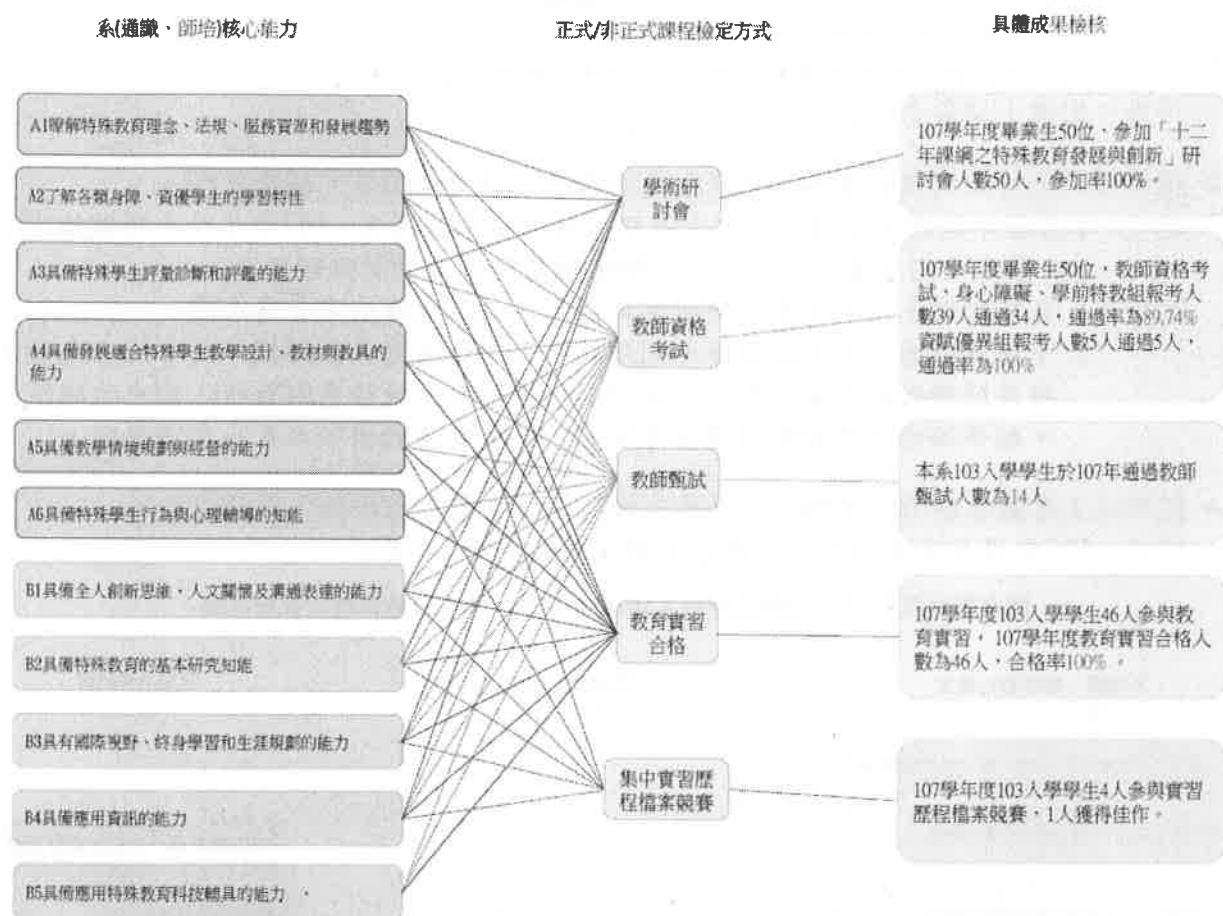 系(通識、師培)核心能力
正式/非正式課程檢定方式
具體成果檢核
A1瞭解特殊教育理念、法規、服務資源和發展趨勢
A2了解各類身障、資優學生的學習特性
A3具備特殊學生評量診斷和評鑑的能力
A4具備發展適合特殊學生教學設計、教材與教具的
能力
A5具備教學情境規劃與經營的能力
A6具備特殊學生行為與心理輔導的知能
B1具備全人創新思維、人文關懷及溝通表達的能力
B2具備特殊教育的基本研究知能
B3具有國際視野、終身學習和生涯規劃的能力
B4具備應用資訊的能力
B5具備應用特殊教育科技輔具的能力
學術研
討會
教師資格
考試
教師甄試
教育實習
合格
集中實習歷
程檔案競賽
107學年度畢業生50位、參加「十二
年課綱之特殊教育發展與創新」研
討會人數50人，參加率100%。
107學年度畢業生50位，教師資格考
試、身心障礙、學前特教組報考人
數39人通過34人，通過率為89.74%
資賦優異組報考人數5人通過5人，
通過率為100%
本系103入學學生於107年通過教師
甄試人數為14人
107學年度103入學學生46人參與教
育實習， 107學年度教育實習合格人
數為46人，合格率100% 。
107學年度103入學學生4人參與實習
歷程檔案競賽，1人獲得佳作。